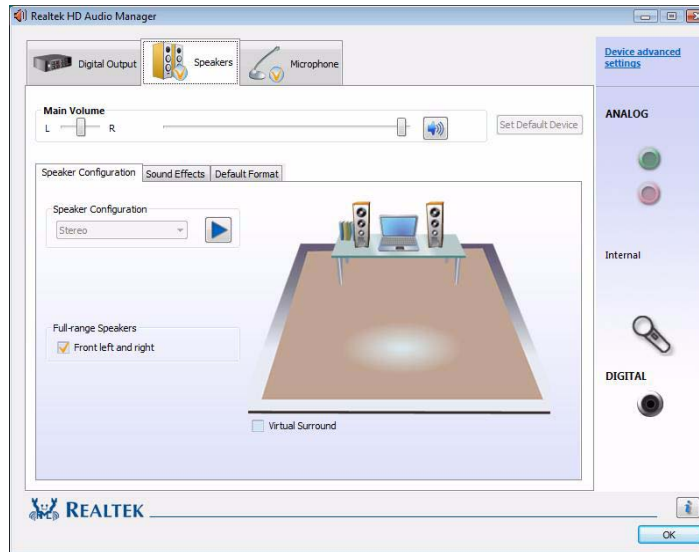 Realtek HD Audio Manager
Digital Output
Speakers
Microphone
Device advanced settings
Main Volume
L
R
Set Default Device
ANALOG
Speaker Configuration
Sound Effects
Default Format
Speaker Configuration
Stereo
Internal
Full-range Speakers
Front left and right
DIGITAL
Virtual Surround
REALTEK
OK